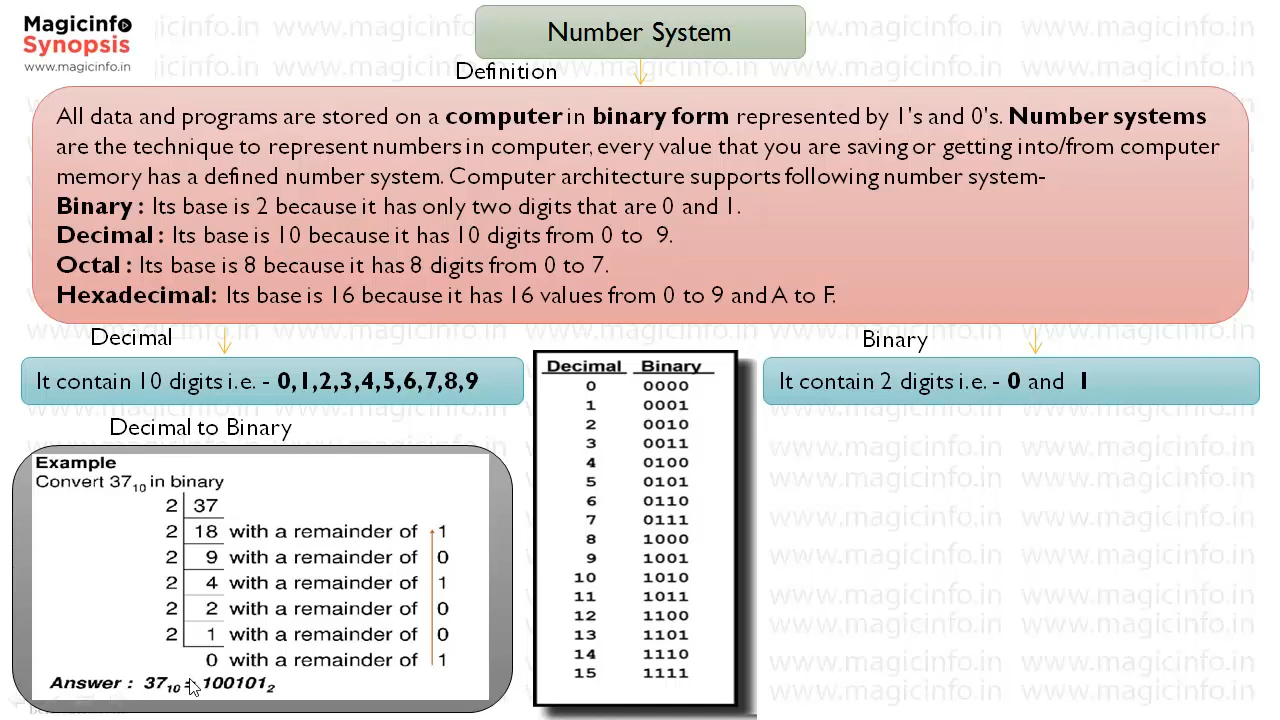 Magicinfo
Synopsis
www.magicinfo.in
Number System
Definition
All data and programs are stored on a computer in binary form represented by 1's and 0's. Number systems
are the technique to represent numbers in computer, every value that you are saving or getting into/from computer
memory has a defined number system. Computer architecture supports following number system-
Binary : Its base is 2 because it has only two digits that are 0 and 1.
Decimal : Its base is 10 because it has 10 digits from 0 to 9.
Octal : Its base is 8 because it has 8 digits from 0 to 7.
Hexadecimal: Its base is 16 because it has 16 values from 0 to 9 and A to F.
Decimal
It contain 10 digits i.e. - 0,1,2,3,4,5,6,7,8,9
Decimal to Binary
Example
Convert 37₁₀ in binary
2 37
2 18 with a remainder of 1
2 9 with a remainder of 0
2 4 with a remainder of 1
2 2 with a remainder of 0
2 1 with a remainder of 0
0 with a remainder of 1
Answer : 37₁₀ = 100101₂
Decimal Binary
0 0000
1 0001
2 0010
3 0011
4 0100
5 0101
6 0110
7 0111
8 1000
9 1001
10 1010
11 1011
12 1100
13 1101
14 1110
15 1111
Binary
It contain 2 digits i.e. - 0 and 1